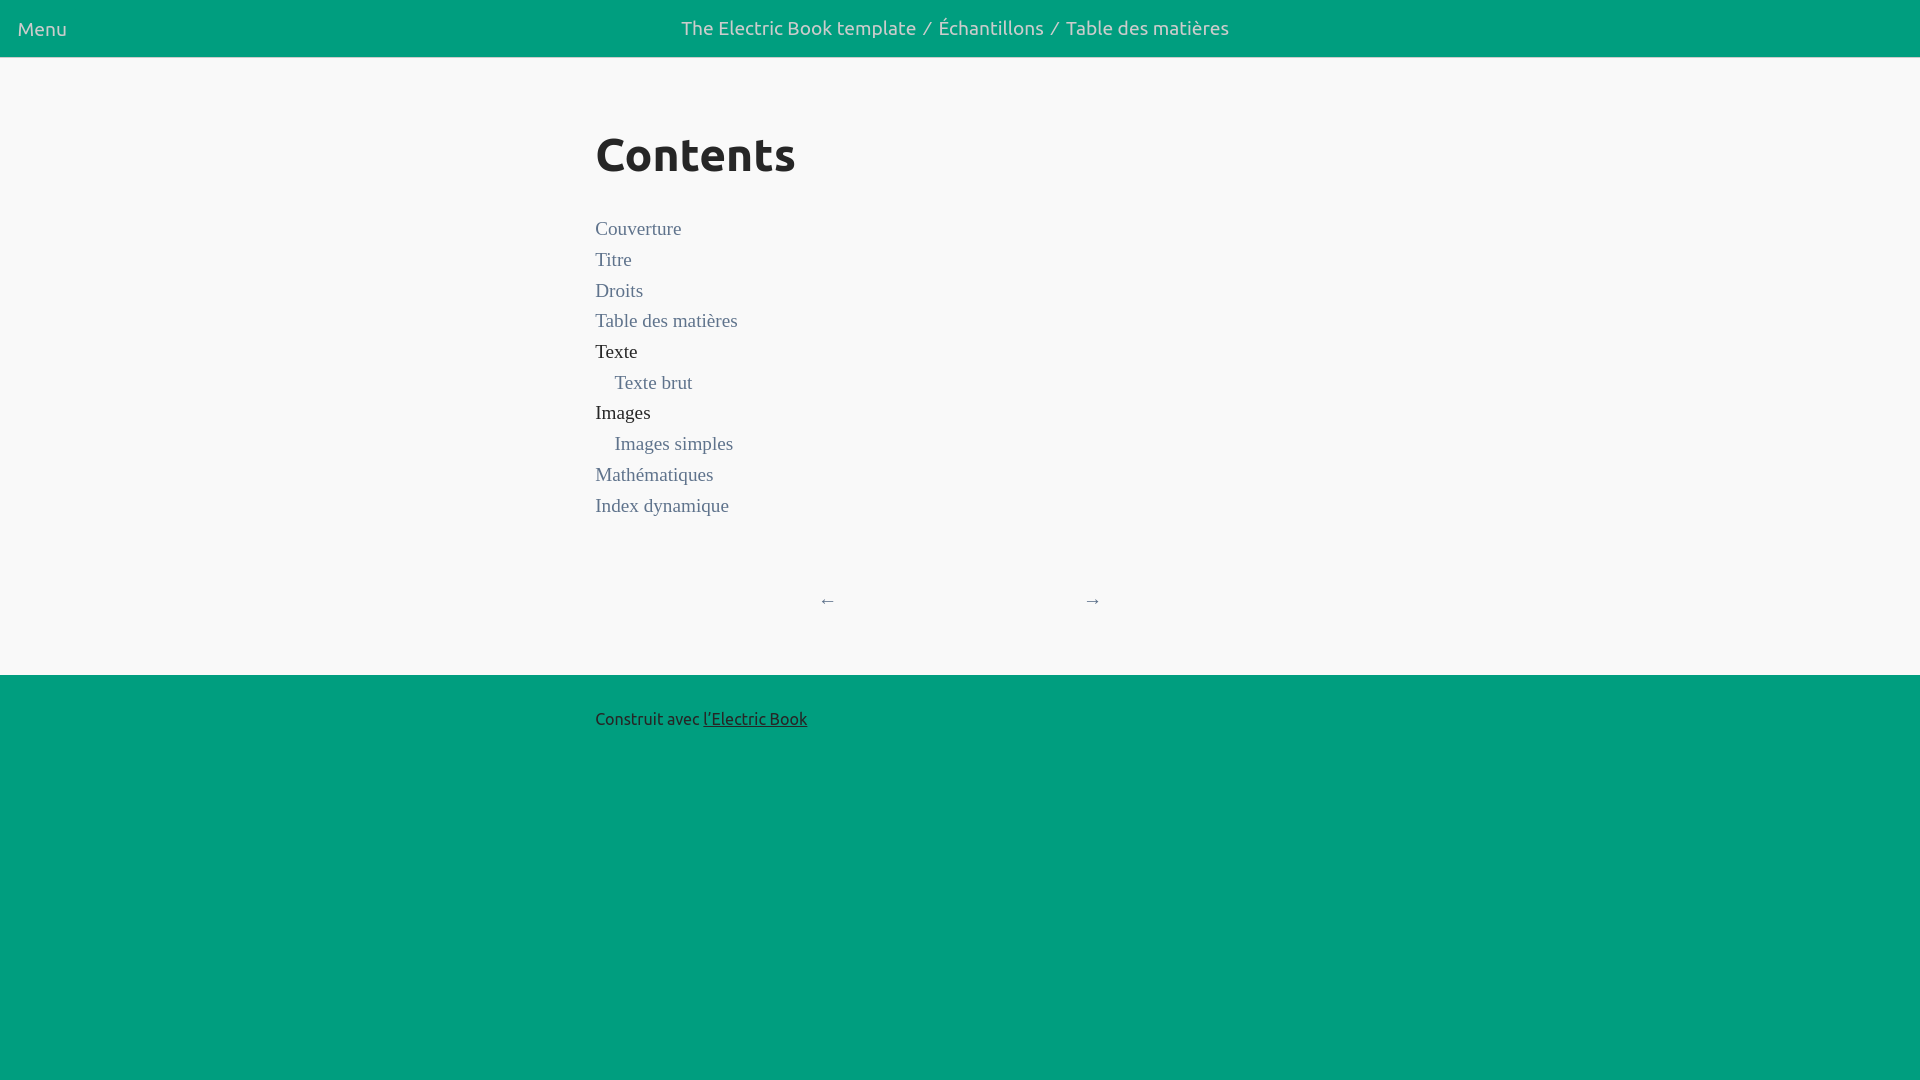 Menu
The Electric Book template / Échantillons / Table des matières
Contents
Couverture
Titre
Droits
Table des matières
Texte
Texte brut
Images
Images simples
Mathématiques
Index dynamique
← →
Construit avec l’Electric Book